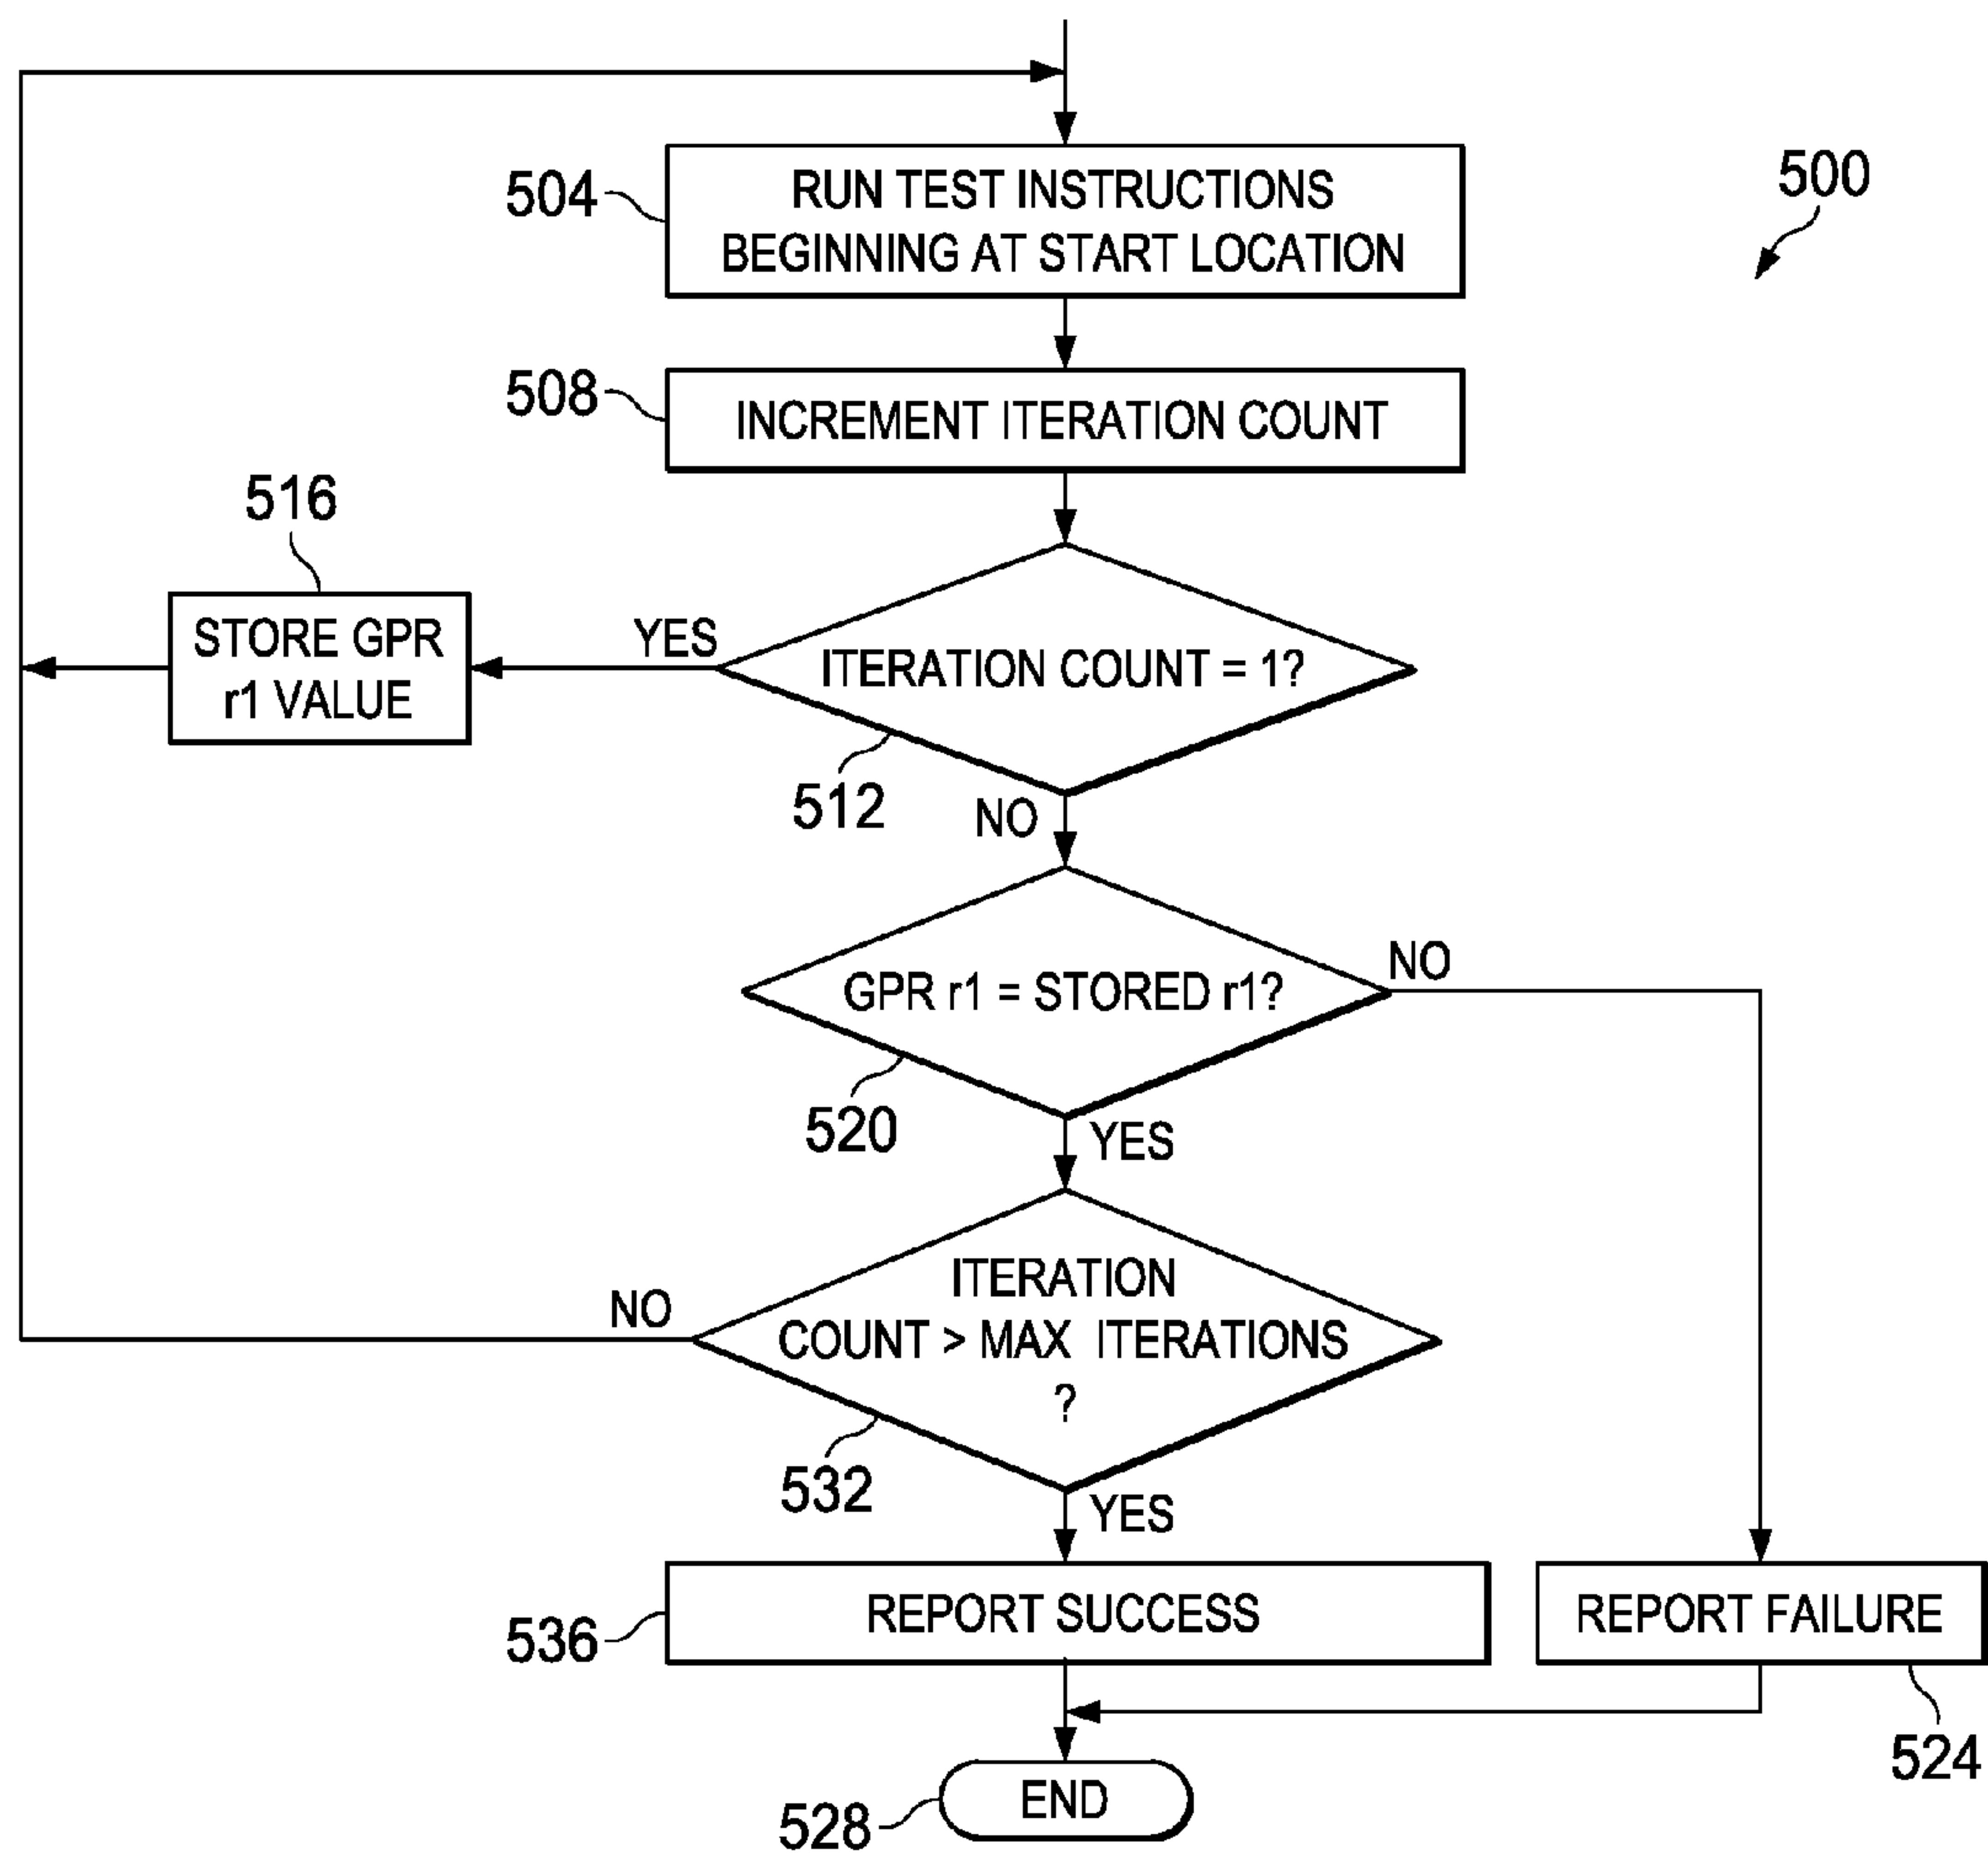 504
RUN TEST INSTRUCTIONS
BEGINNING AT START LOCATION
500
508
INCREMENT ITERATION COUNT
516
STORE GPR
r1 VALUE
YES
ITERATION COUNT = 1?
512
NO
GPR r1 = STORED r1?
NO
520
YES
ITERATION
COUNT > MAX ITERATIONS
?
NO
532
YES
536
REPORT SUCCESS
REPORT FAILURE
524
528
END